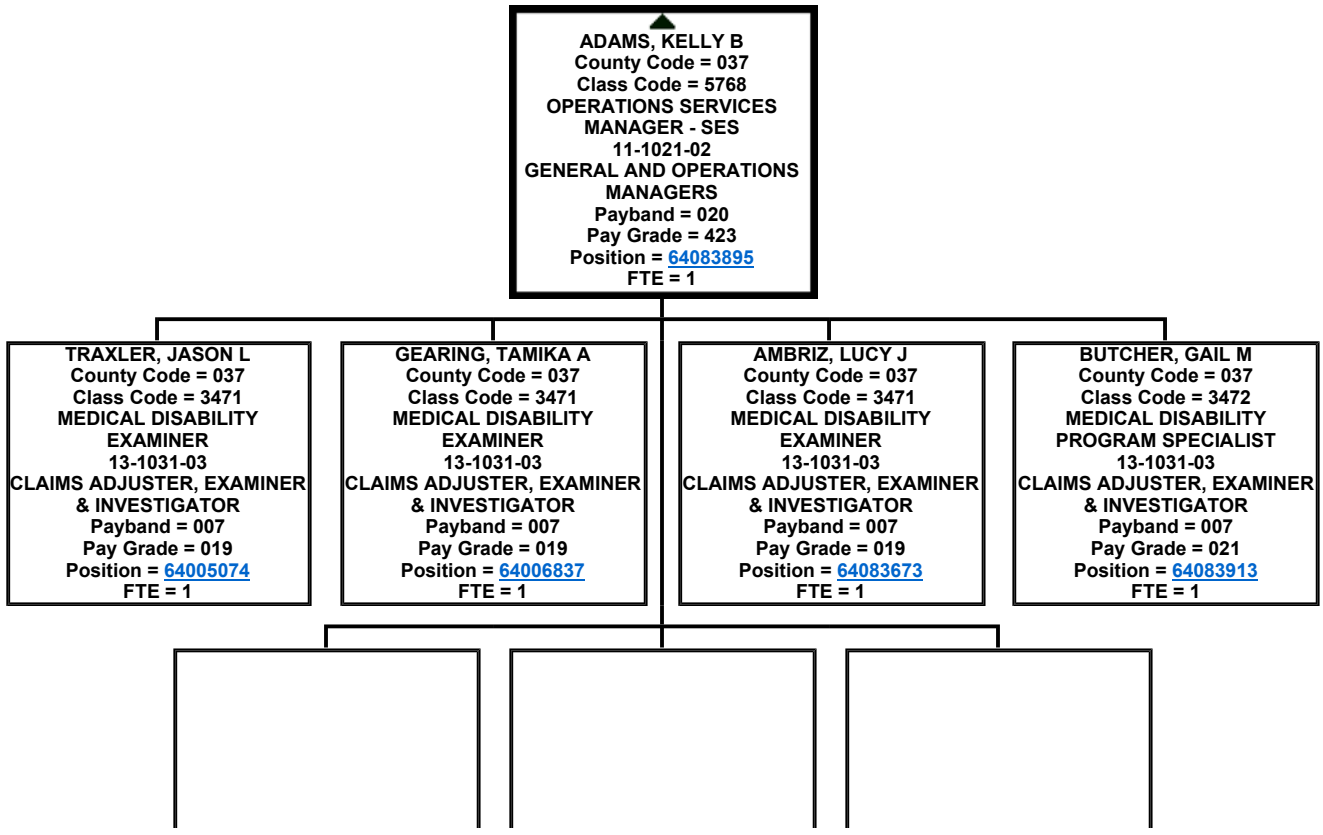 ADAMS, KELLY B
County Code = 037
Class Code = 5768
OPERATIONS SERVICES
MANAGER - SES
11-1021-02
GENERAL AND OPERATIONS
MANAGERS
Payband = 020
Pay Grade = 423
Position = 64083895
FTE = 1
TRAXLER, JASON L
County Code = 037
Class Code = 3471
MEDICAL DISABILITY
EXAMINER
13-1031-03
CLAIMS ADJUSTER, EXAMINER
& INVESTIGATOR
Payband = 007
Pay Grade = 019
Position = 64005074
FTE = 1
GEARING, TAMIKA A
County Code = 037
Class Code = 3471
MEDICAL DISABILITY
EXAMINER
13-1031-03
CLAIMS ADJUSTER, EXAMINER
& INVESTIGATOR
Payband = 007
Pay Grade = 019
Position = 64006837
FTE = 1
AMBRIZ, LUCY J
County Code = 037
Class Code = 3471
MEDICAL DISABILITY
EXAMINER
13-1031-03
CLAIMS ADJUSTER, EXAMINER
& INVESTIGATOR
Payband = 007
Pay Grade = 019
Position = 64083673
FTE = 1
BUTCHER, GAIL M
County Code = 037
Class Code = 3472
MEDICAL DISABILITY
PROGRAM SPECIALIST
13-1031-03
CLAIMS ADJUSTER, EXAMINER
& INVESTIGATOR
Payband = 007
Pay Grade = 021
Position = 64083913
FTE = 1